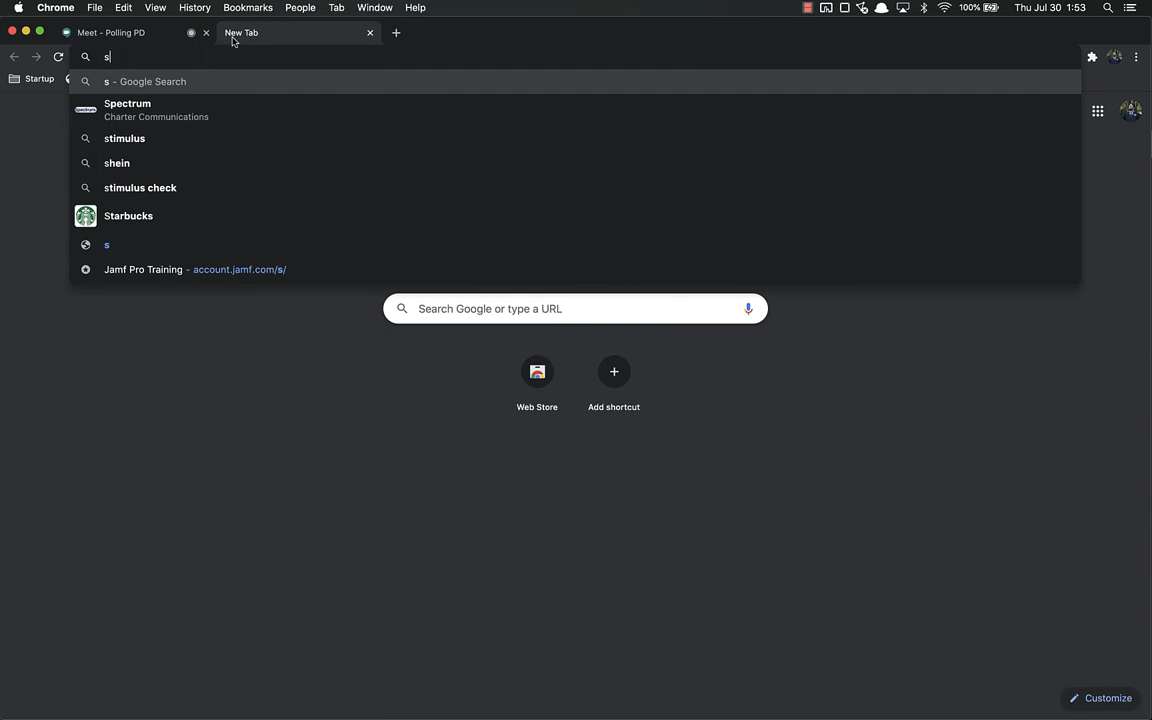 Chrome File Edit View History Bookmarks People Tab Window Help 100% Thu Jul 30 1:53
Meet - Polling PD New Tab
s
Startup
s - Google Search
Spectrum
Charter Communications
stimulus
shein
stimulus check
Starbucks
s
Jamf Pro Training - account.jamf.com/s/
Search Google or type a URL
Web Store Add shortcut
Customize